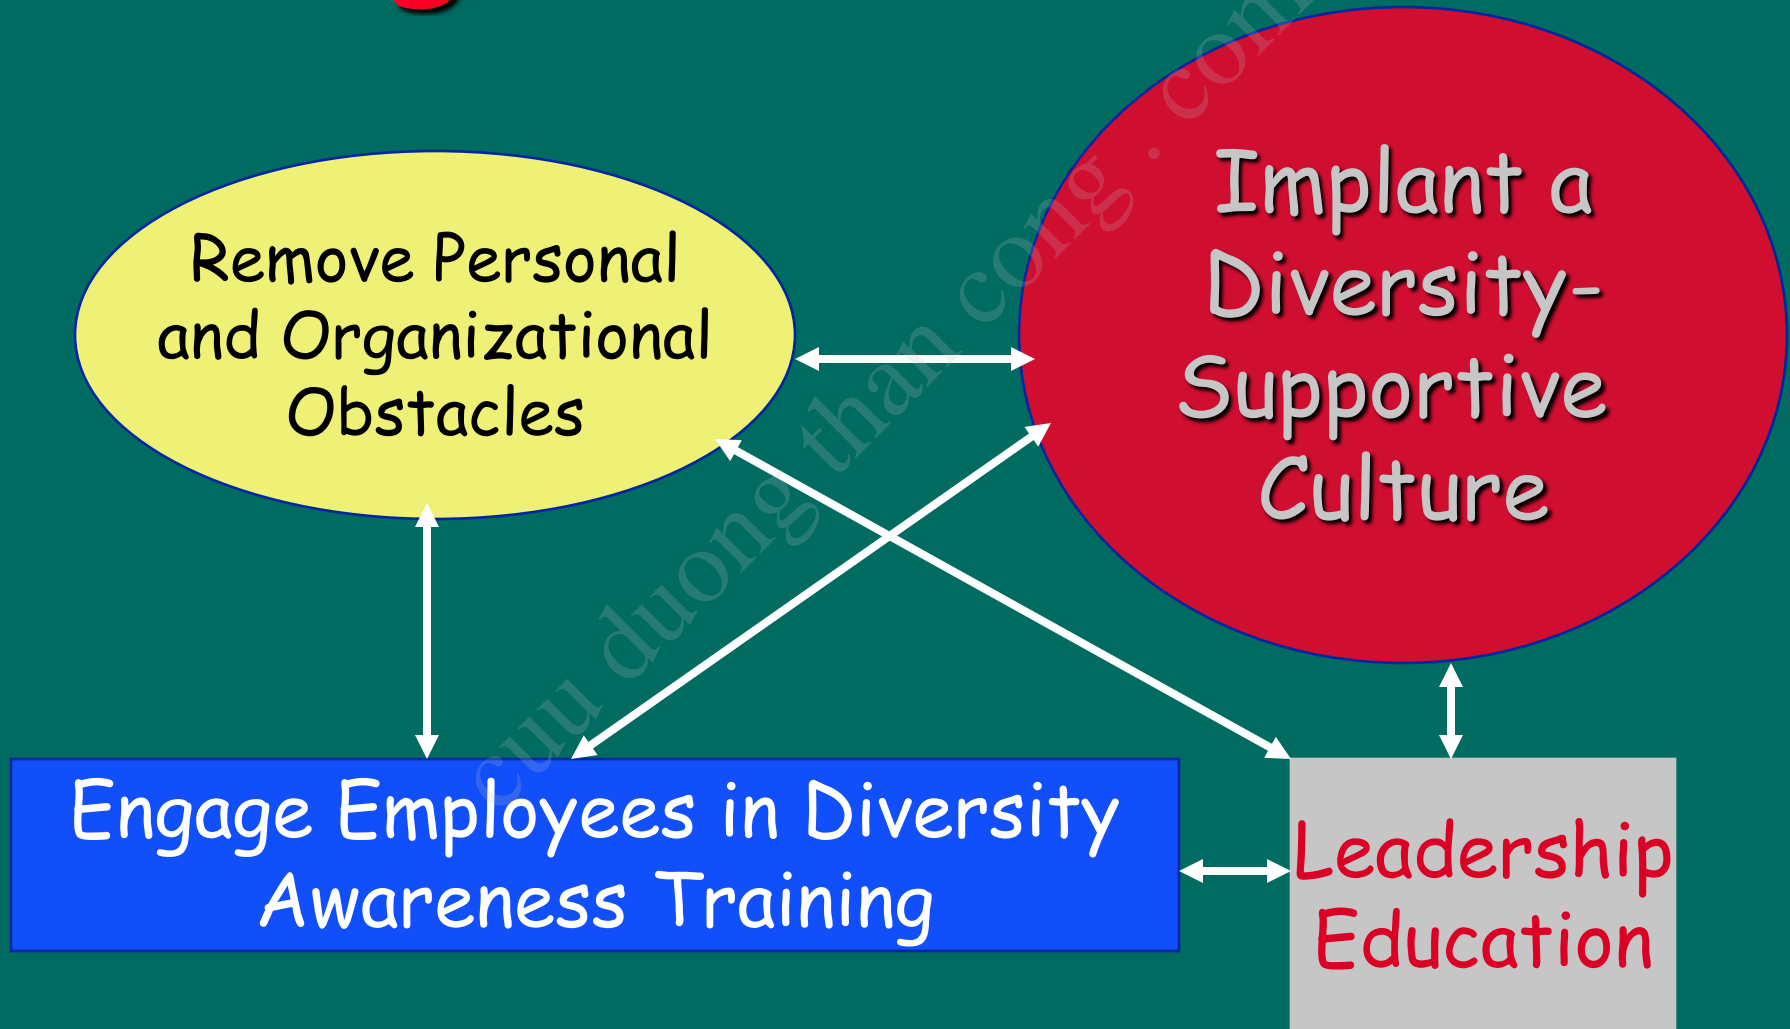 Remove Personal
and Organizational
Obstacles
Implant a
Diversity-
Supportive
Culture
Engage Employees in Diversity
Awareness Training
Leadership
Education
cuu duong than cong . com